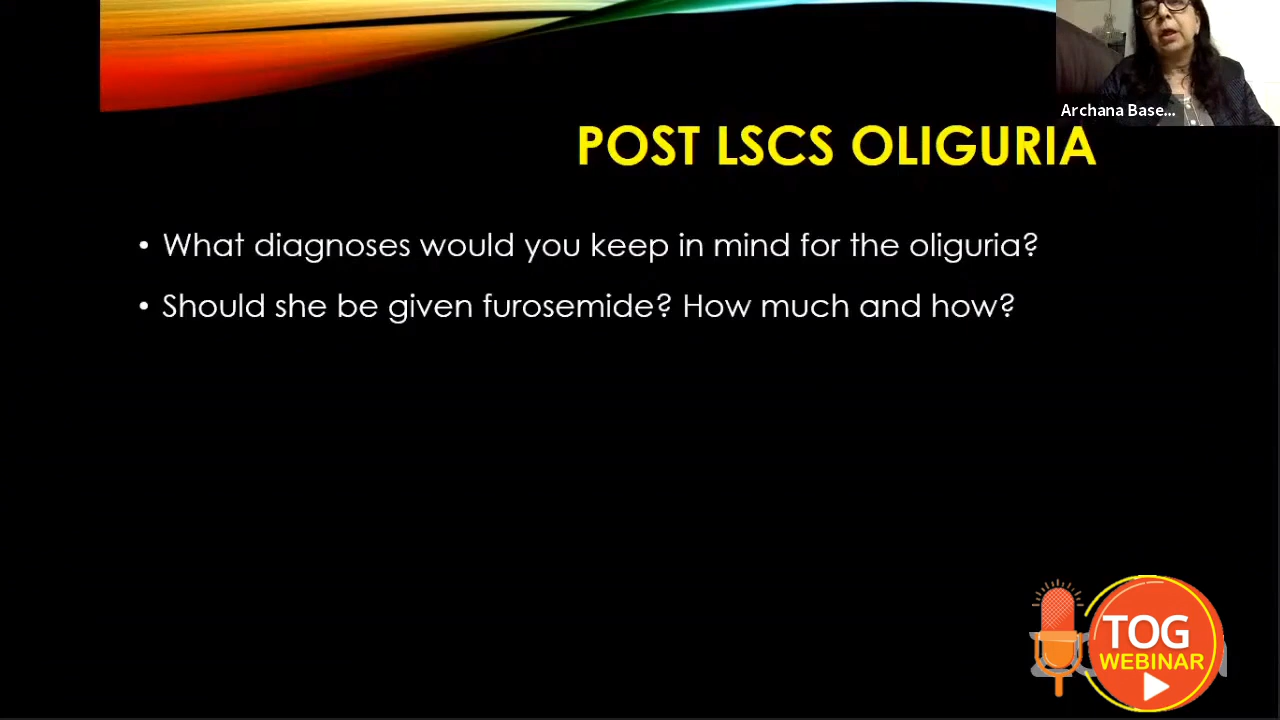 Archana Base...
POST LSCS OLIGURIA
• What diagnoses would you keep in mind for the oliguria?
• Should she be given furosemide? How much and how?
TOG
WEBINAR